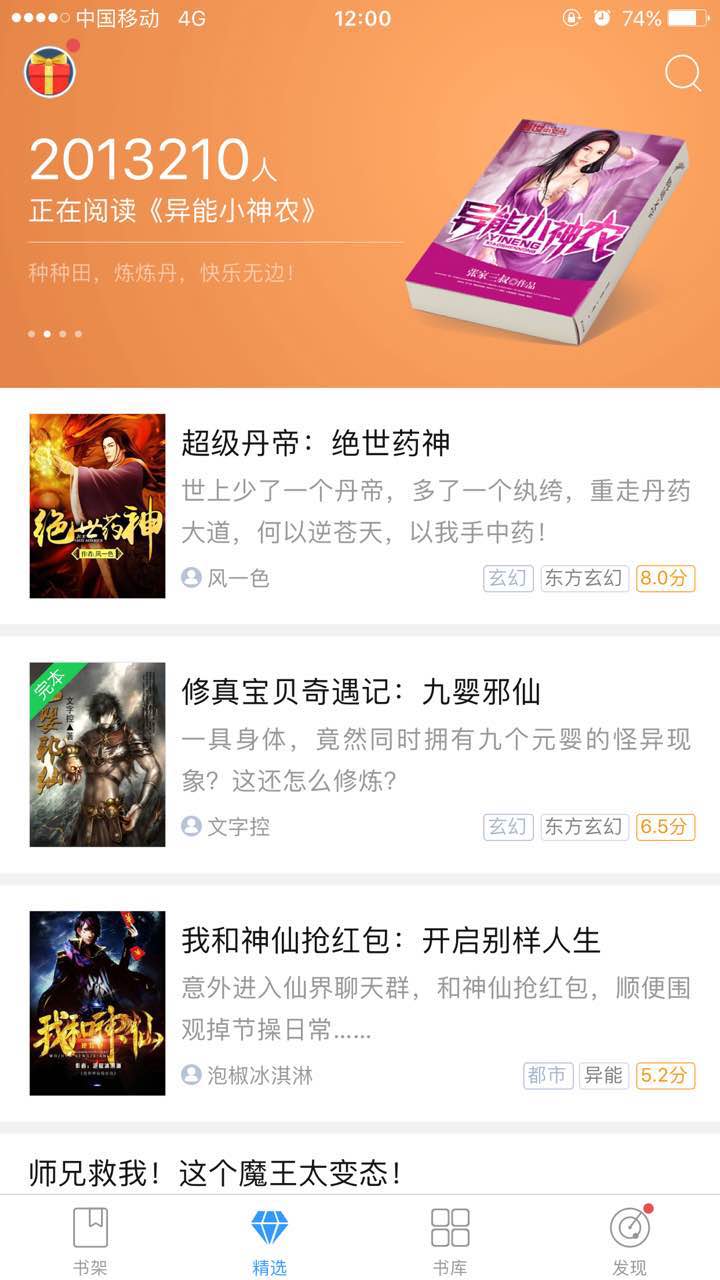 中国移动 4G 12:00 74%
2013210人
正在阅读《异能小神农》
种种田，炼炼丹，快乐无边！
异能小神农
YINENG
XIAOSHENNONG
张家三叔◎作品
超级丹帝：绝世药神
世上少了一个丹帝，多了一个纨绔，重走丹药
大道，何以逆苍天，以我手中药！
风一色
玄幻 东方玄幻 8.0分
绝世药神
作者:风一色
修真宝贝奇遇记：九婴邪仙
一具身体，竟然同时拥有九个元婴的怪异现
象？这还怎么修炼？
文字控
玄幻 东方玄幻 6.5分
完本
婴邪仙
文字控
我和神仙抢红包：开启别样人生
意外进入仙界聊天群，和神仙抢红包，顺便围
观掉节操日常……
泡椒冰淇淋
都市 异能 5.2分
我和神仙
师兄救我！这个魔王太变态！
书架 精选 书库 发现